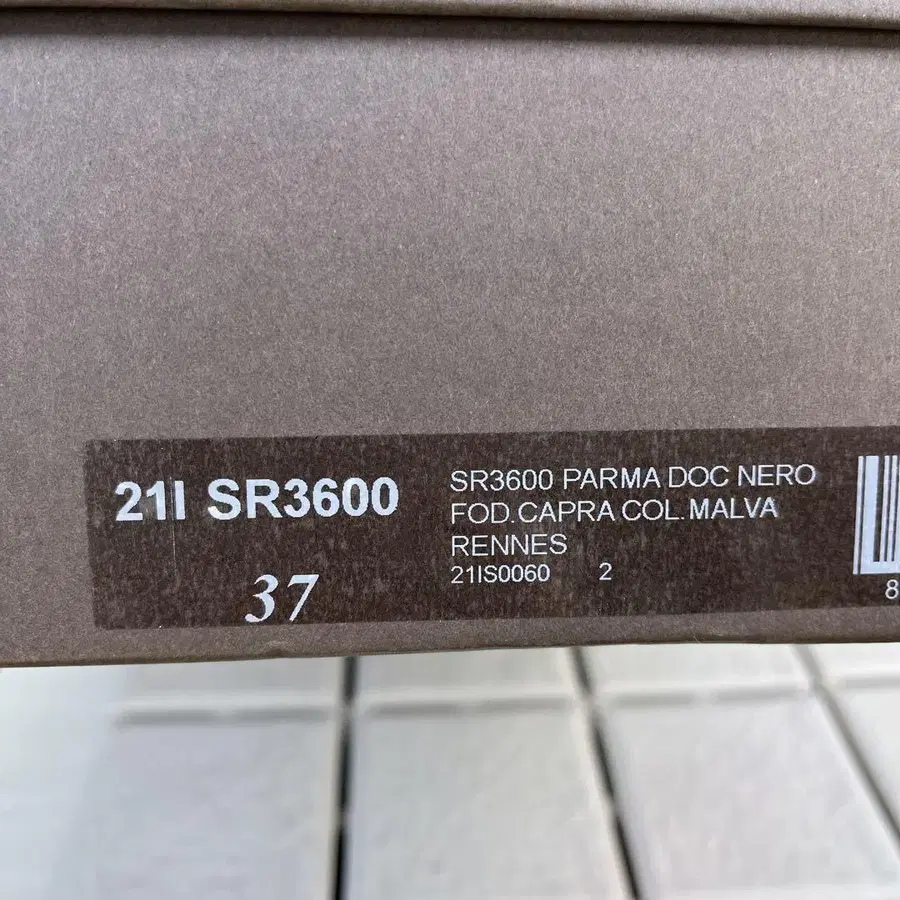 21I SR3600
37
SR3600 PARMA DOC NERO
FOD.CAPRA COL.MALVA
RENNES
21IS0060 2
8